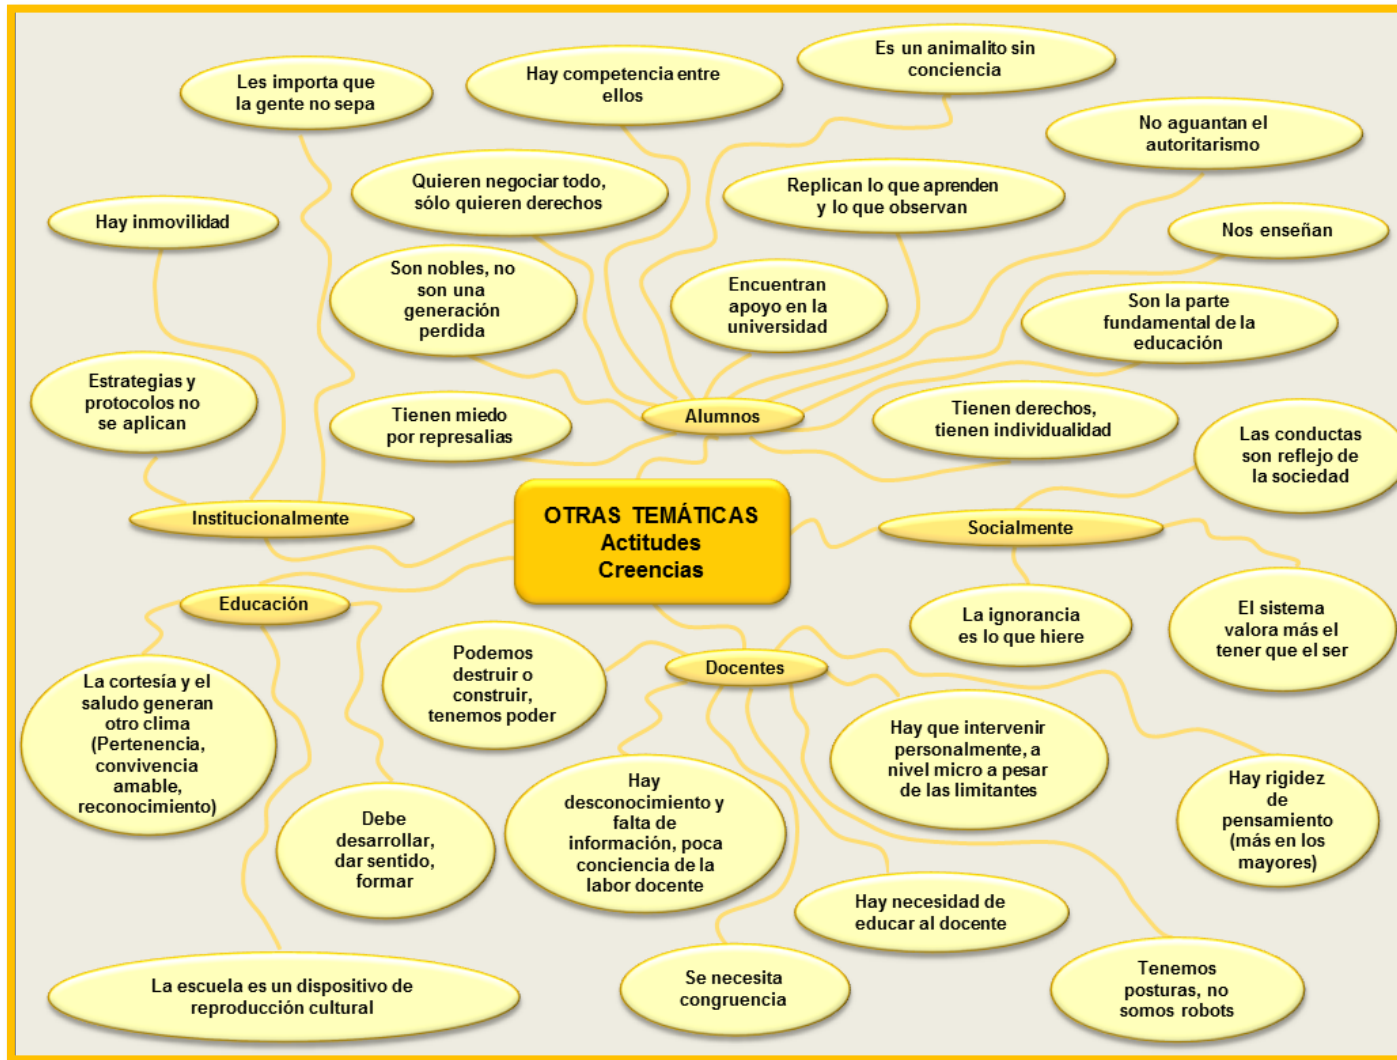 Es un animalito sin
conciencia
Hay competencia entre
ellos
Les importa que
la gente no sepa
No aguantan el
autoritarismo
Quieren negociar todo,
sólo quieren derechos
Replican lo que aprenden
y lo que observan
Hay inmovilidad
Nos enseñan
Son nobles, no
son una
generación
perdida
Encuentran
apoyo en la
universidad
Son la parte
fundamental de la
educación
Estrategias y
protocolos no
se aplican
Tienen miedo
por represalias
Alumnos
Tienen derechos,
tienen individualidad
Las conductas
son reflejo de
la sociedad
Institucionalmente
OTRAS TEMÁTICAS
Actitudes
Creencias
Socialmente
Educación
La ignorancia
es lo que hiere
El sistema
valora más el
tener que el ser
Podemos
destruir o
construir,
tenemos poder
Docentes
La cortesía y el
saludo generan
otro clima
(Pertenencia,
convivencia
amable,
reconocimiento)
Hay que intervenir
personalmente, a
nivel micro a pesar
de las limitantes
Hay rigidez
de
pensamiento
(más en los
mayores)
Debe
desarrollar,
dar sentido,
formar
Hay
desconocimiento y
falta de
información, poca
conciencia de la
labor docente
Hay necesidad de
educar al docente
La escuela es un dispositivo de
reproducción cultural
Se necesita
congruencia
Tenemos
posturas, no
somos robots